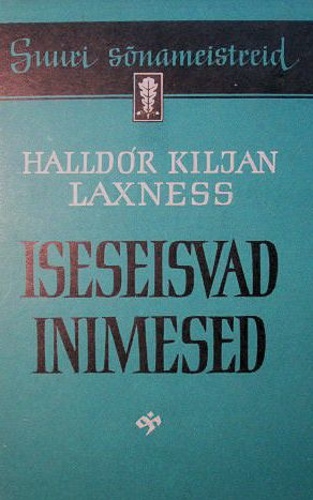 Suuri sõnameistreid
HALLDÓR KILJAN
LAXNESS
ISESEISVAD
INIMESED